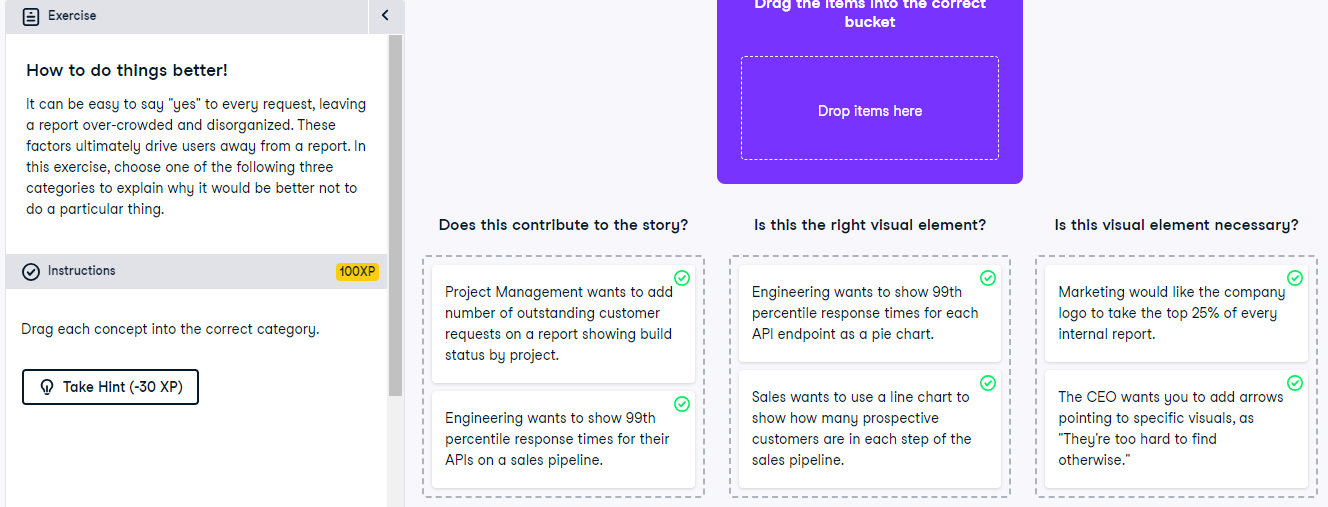 Exercise
How to do things better!
It can be easy to say "yes" to every request, leaving
a report over-crowded and disorganized. These
factors ultimately drive users away from a report. In
this exercise, choose one of the following three
categories to explain why it would be better not to
do a particular thing.
Instructions
100XP
Drag each concept into the correct category.
Take Hint (-30 XP)
Drag the items into the correct
bucket
Drop items here
Does this contribute to the story?
Project Management wants to add
number of outstanding customer
requests on a report showing build
status by project.
Engineering wants to show 99th
percentile response times for their
APIs on a sales pipeline.
Is this the right visual element?
Engineering wants to show 99th
percentile response times for each
API endpoint as a pie chart.
Sales wants to use a line chart to
show how many prospective
customers are in each step of the
sales pipeline.
Is this visual element necessary?
Marketing would like the company
logo to take the top 25% of every
internal report.
The CEO wants you to add arrows
pointing to specific visuals, as
"They're too hard to find
otherwise."